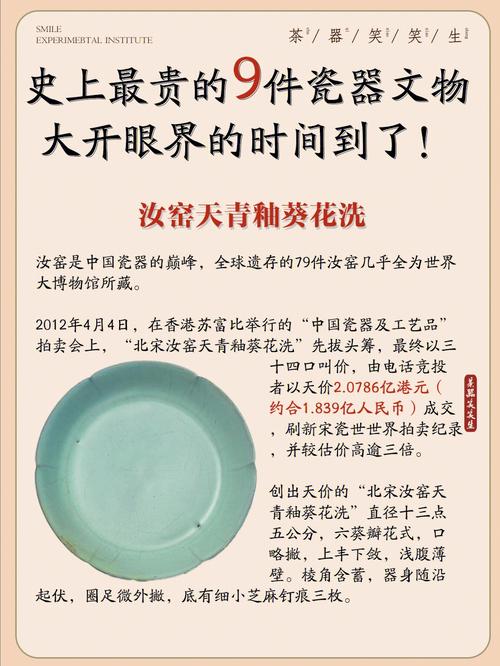 SMILE
EXPERIMEBTAL INSTITUTE
茶/器/笑/笑/生
史上最贵的9件瓷器文物
大开眼界的时间到了！
汝窑天青釉葵花洗
汝窑是中国瓷器的巅峰，全球遗存的79件汝窑几乎全为世界
大博物馆所藏。
2012年4月4日，在香港苏富比举行的“中国瓷器及工艺品”
拍卖会上，“北宋汝窑天青釉葵花洗”先拔头筹，最终以三
十四口叫价，由电话竞投
者以天价2.0786亿港元（
约合1.839亿人民币）成交
，刷新宋瓷世世界拍卖纪录
，并较估价高逾三倍。
茶器笑笑生
创出天价的“北宋汝窑天
青釉葵花洗”直径十三点
五公分，六葵瓣花式，口
略撇，上丰下敛，浅腹薄
壁。棱角含蓄，器身随沿
起伏，圈足微外撇，底有细小芝麻钉痕三枚。